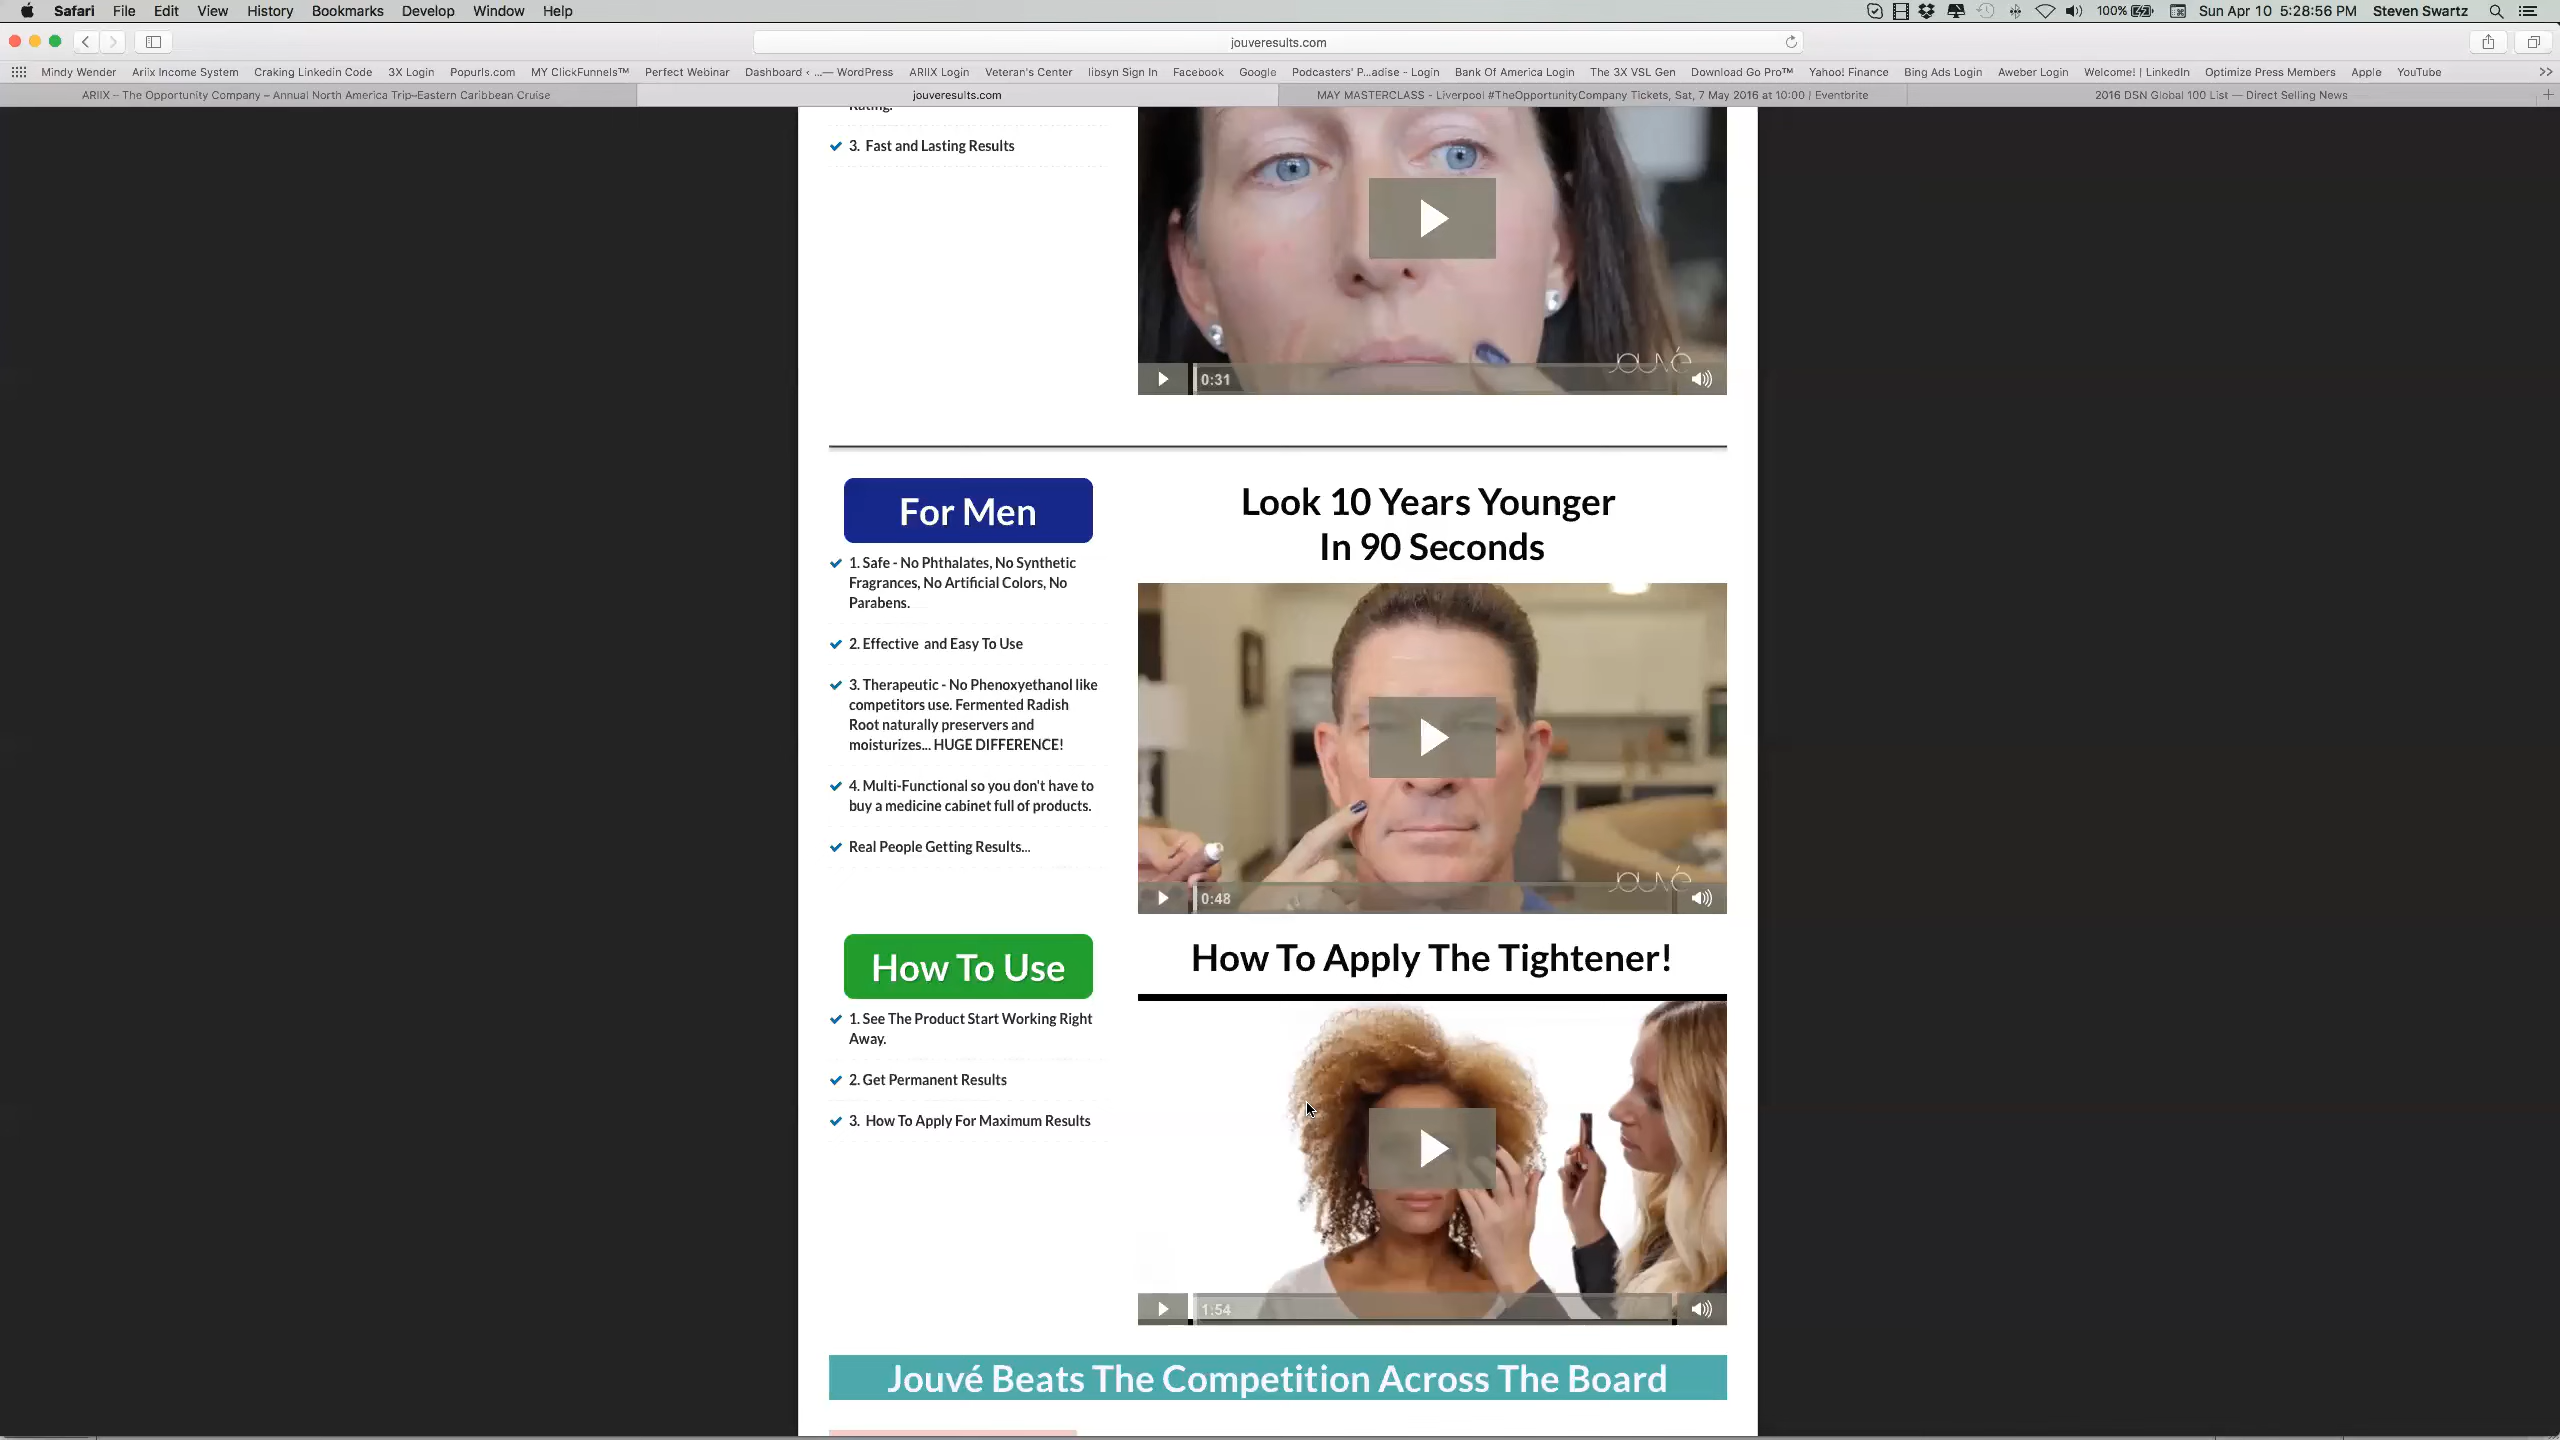 Safari File Edit View History Bookmarks Develop Window Help 100% Sun Apr 10 5:28:56 PM Steven Swartz
jouveresults.com
Mindy Wender Ariix Income System Craking Linkedin Code 3X Login Popurls.com MY ClickFunnels™ Perfect Webinar Dashboard ‹ ...— WordPress ARIIX Login Veteran's Center libsyn Sign In Facebook Google Podcasters' P...adise - Login Bank Of America Login The 3X VSL Gen Download Go Pro™ Yahoo! Finance Bing Ads Login Aweber Login Welcome! | LinkedIn Optimize Press Members Apple YouTube >>
ARIIX – The Opportunity Company – Annual North America Trip–Eastern Caribbean Cruise jouveresults.com MAY MASTERCLASS - Liverpool #TheOpportunityCompany Tickets, Sat, 7 May 2016 at 10:00 | Eventbrite 2016 DSN Global 100 List — Direct Selling News
Rating.
3. Fast and Lasting Results
jouvé
0:31
For Men
1. Safe - No Phthalates, No Synthetic
Fragrances, No Artificial Colors, No
Parabens.
2. Effective and Easy To Use
3. Therapeutic - No Phenoxyethanol like
competitors use. Fermented Radish
Root naturally preservers and
moisturizes... HUGE DIFFERENCE!
4. Multi-Functional so you don't have to
buy a medicine cabinet full of products.
Real People Getting Results...
Look 10 Years Younger
In 90 Seconds
jouvé
0:48
How To Use
1. See The Product Start Working Right
Away.
2. Get Permanent Results
3. How To Apply For Maximum Results
How To Apply The Tightener!
1:54
Jouvé Beats The Competition Across The Board